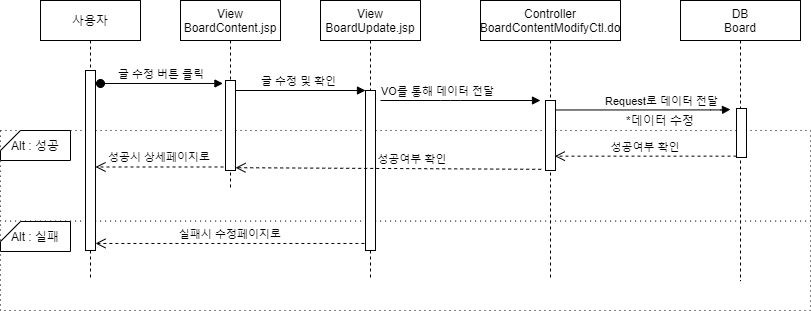 사용자
View
BoardContent.jsp
View
BoardUpdate.jsp
Controller
BoardContentModifyCtl.do
DB
Board
글 수정 버튼 클릭
글 수정 및 확인
VO를 통해 데이터 전달
Request로 데이터 전달
*데이터 수정
Alt : 성공
성공시 상세페이지로
성공여부 확인
성공여부 확인
Alt : 실패
실패시 수정페이지로